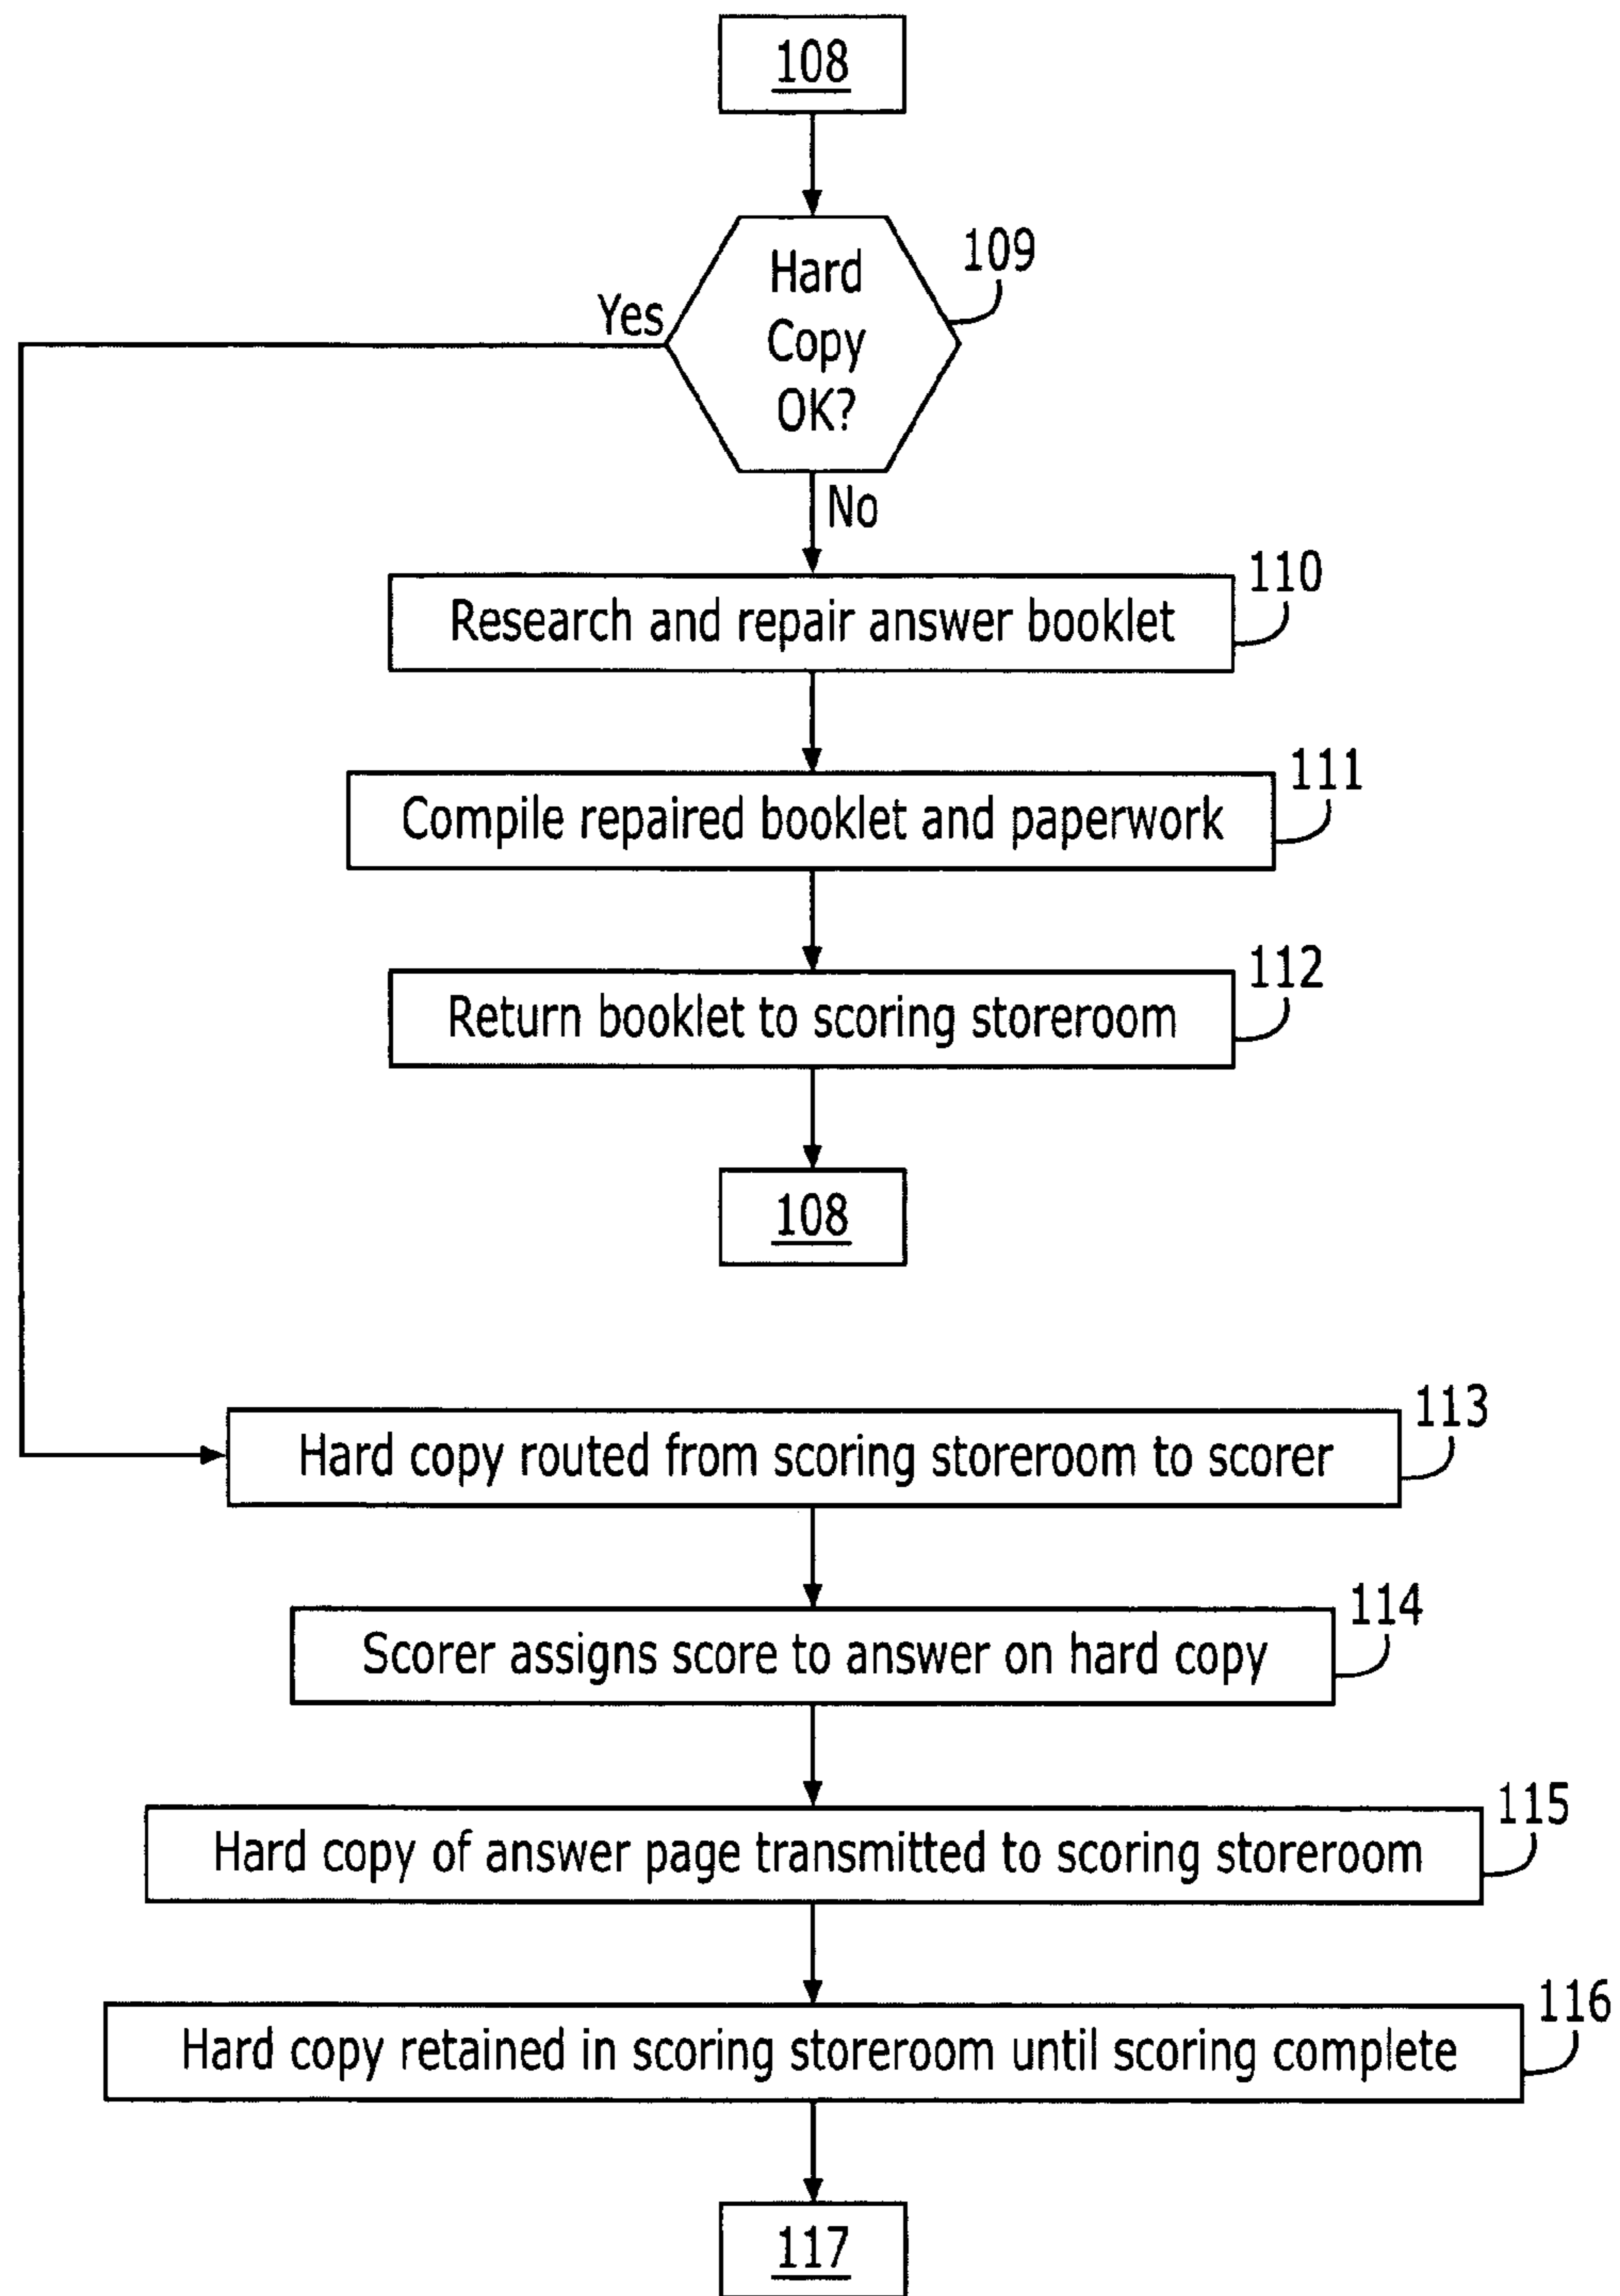 108
109
Hard
Copy
OK?
Yes
No
110
Research and repair answer booklet
111
Compile repaired booklet and paperwork
112
Return booklet to scoring storeroom
108
113
Hard copy routed from scoring storeroom to scorer
114
Scorer assigns score to answer on hard copy
115
Hard copy of answer page transmitted to scoring storeroom
116
Hard copy retained in scoring storeroom until scoring complete
117